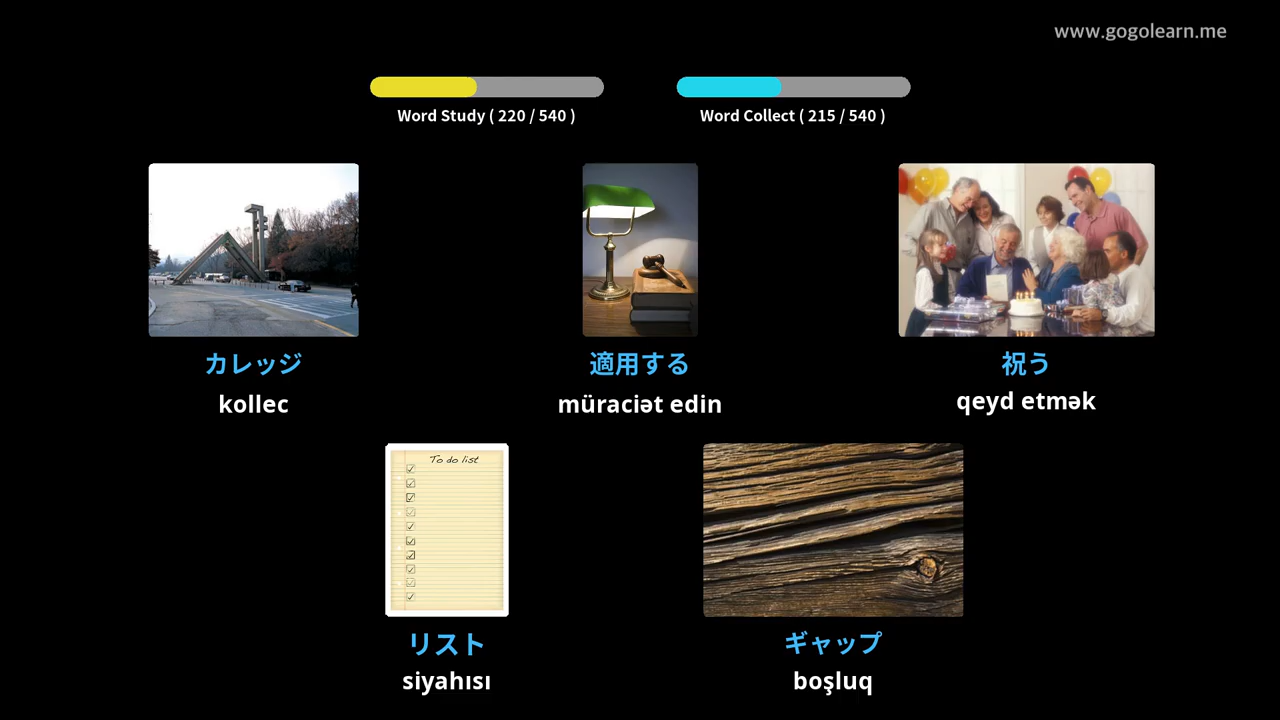 www.gogolearn.me
Word Study ( 220 / 540 )
Word Collect ( 215 / 540 )
カレッジ
kollec
適用する
müraciət edin
祝う
qeyd etmək
To do list
リスト
siyahısı
ギャップ
boşluq